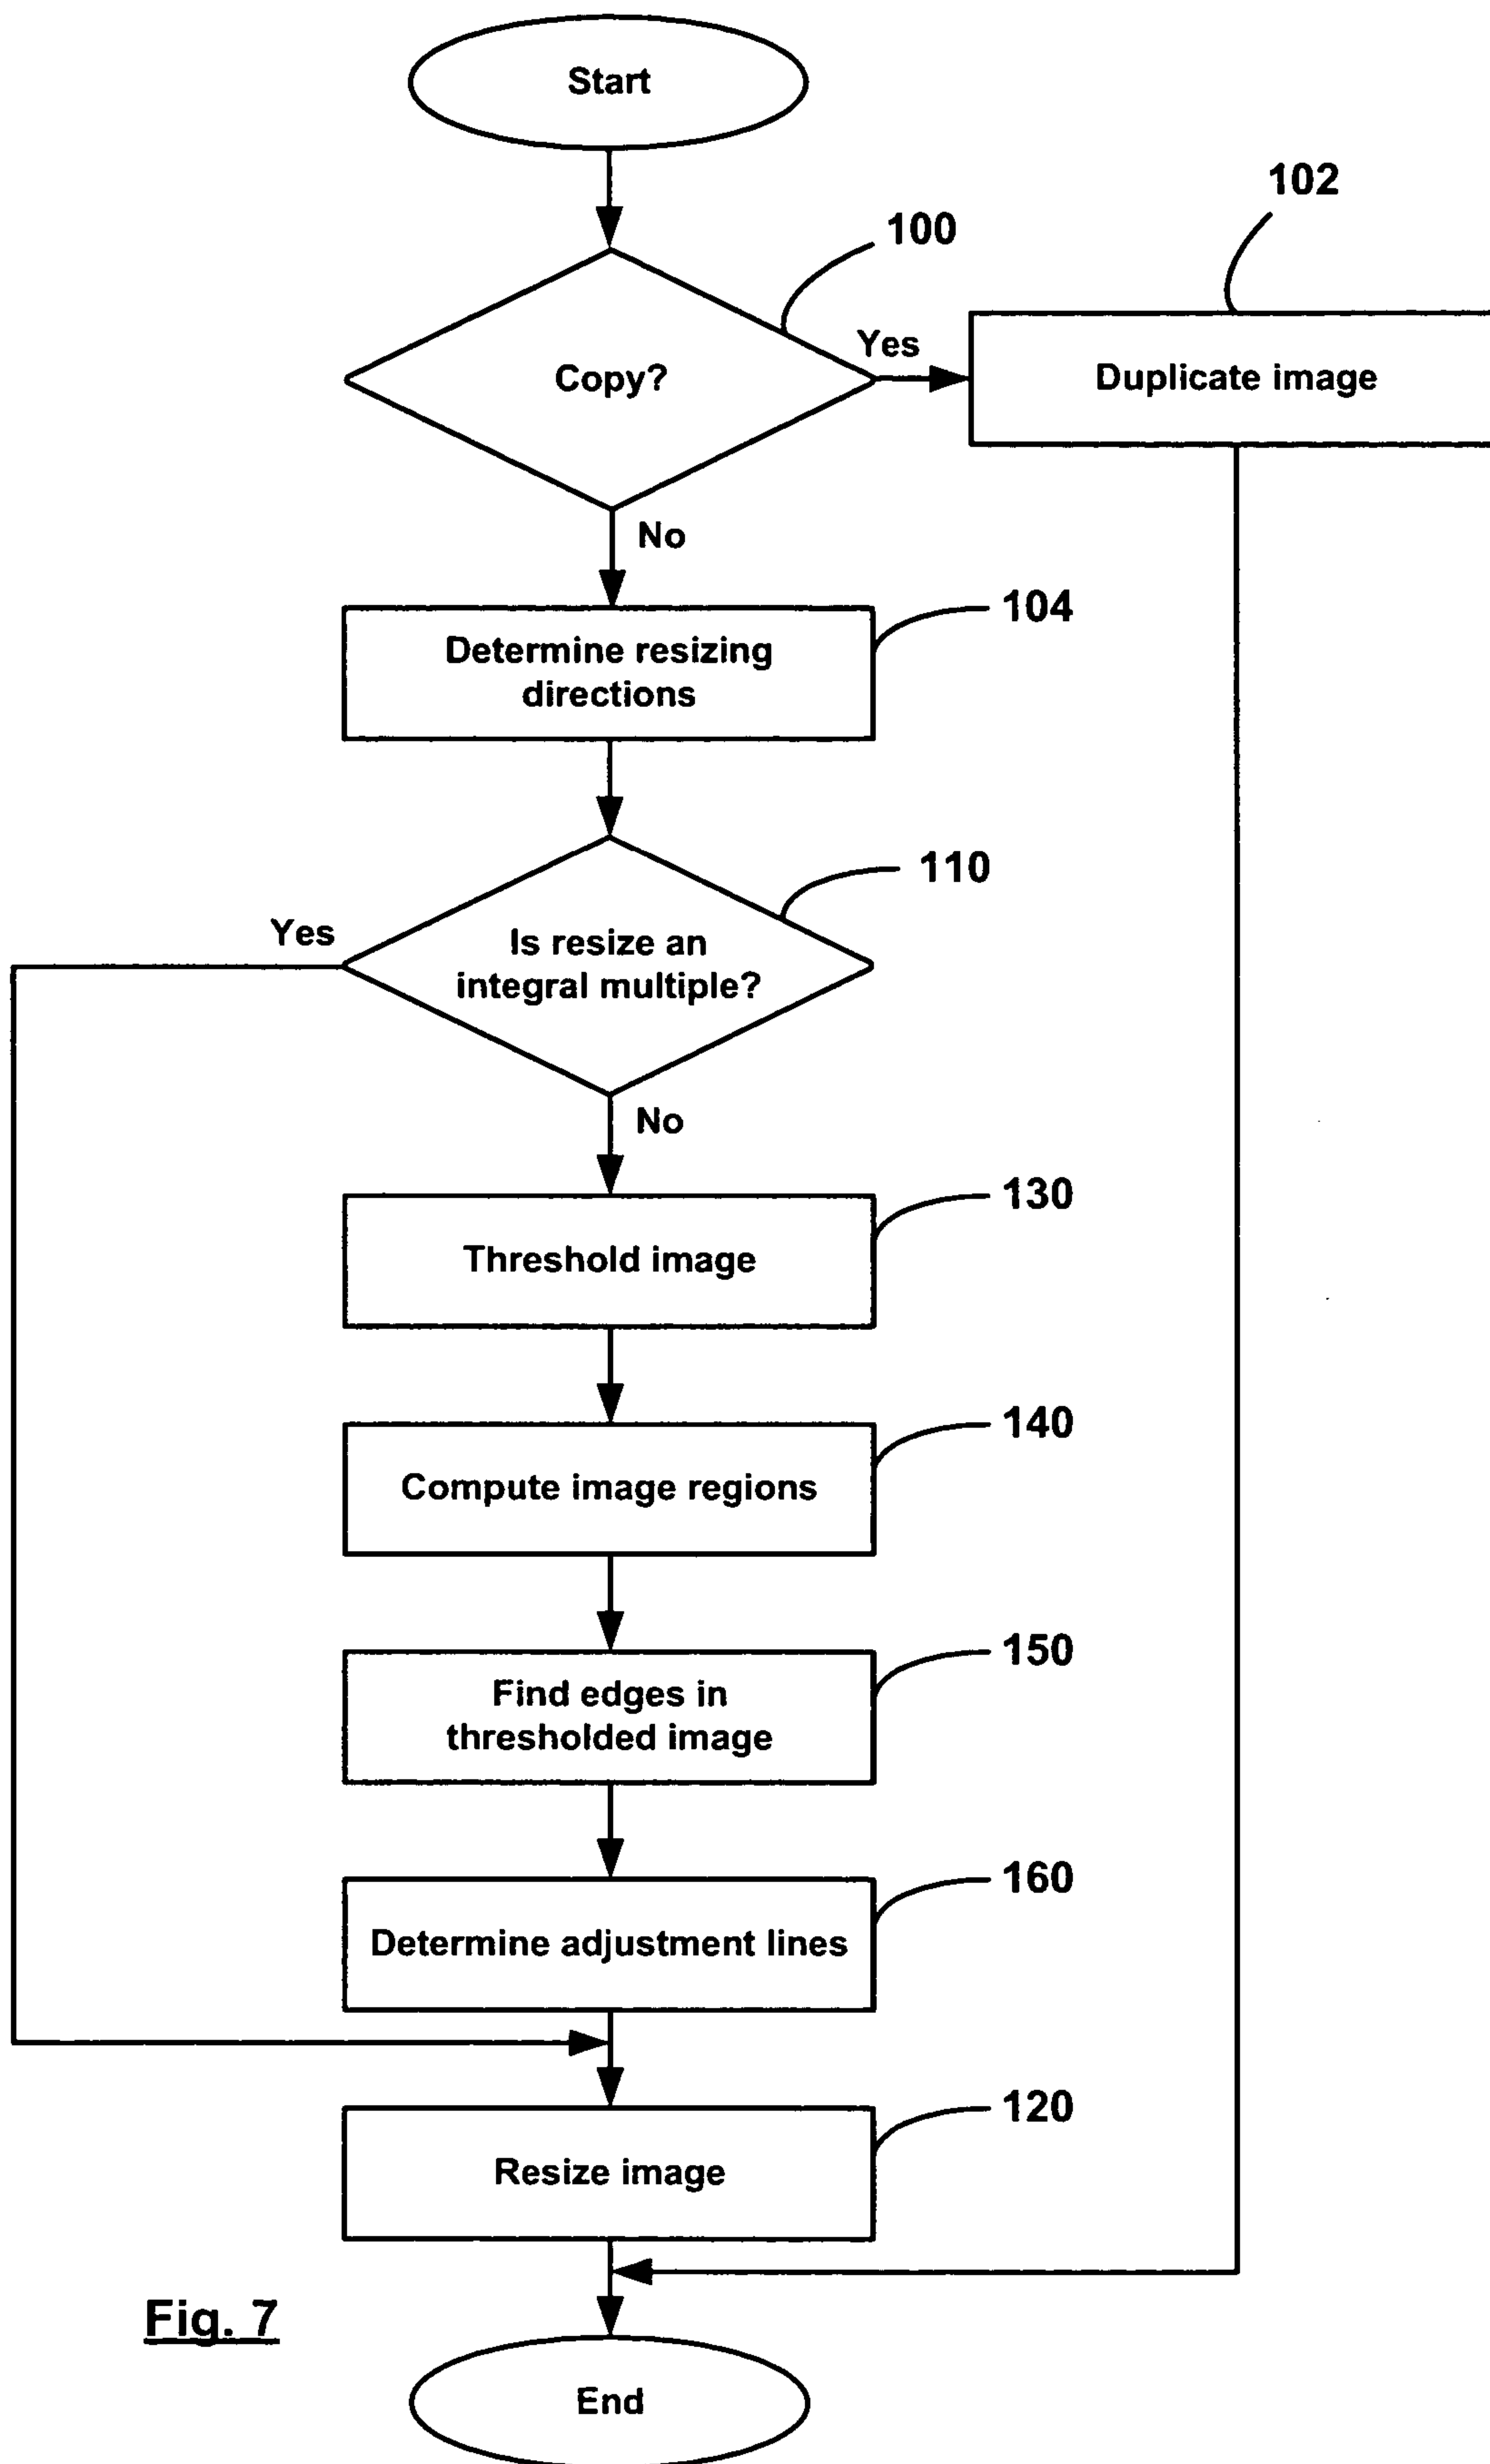 Start
100
102
Copy?
Yes
Duplicate image
No
104
Determine resizing
directions
110
Yes
Is resize an
integral multiple?
No
130
Threshold image
140
Compute image regions
150
Find edges in
thresholded image
160
Determine adjustment lines
120
Resize image
Fig. 7
End